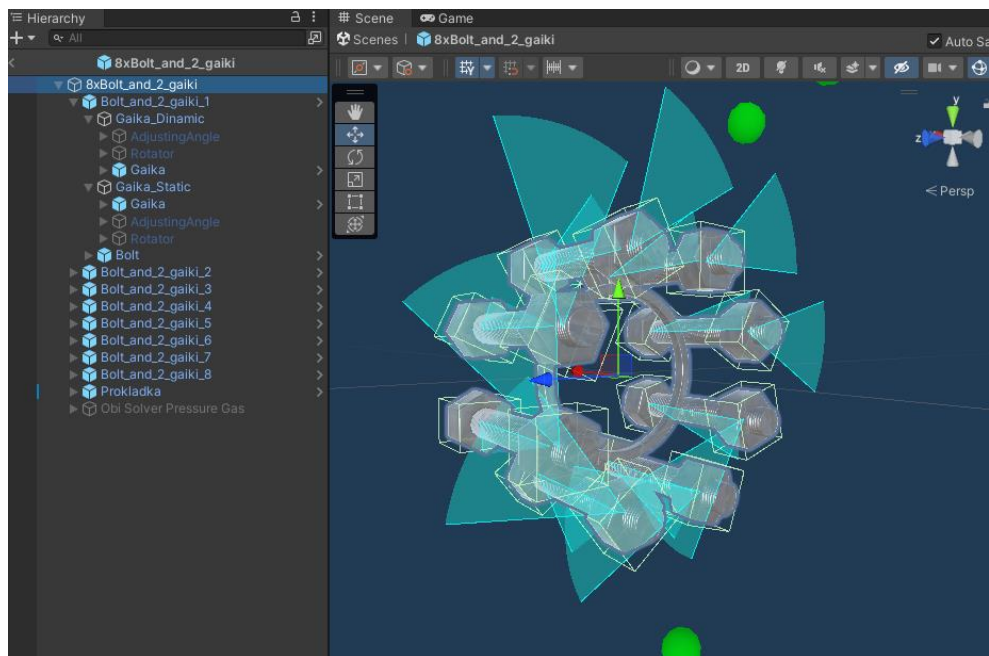 Hierarchy
All
8xBolt_and_2_gaiki
8xBolt_and_2_gaiki
Bolt_and_2_gaiki_1
Gaika_Dinamic
AdjustingAngle
Rotator
Gaika
Gaika_Static
Gaika
AdjustingAngle
Rotator
Bolt
Bolt_and_2_gaiki_2
Bolt_and_2_gaiki_3
Bolt_and_2_gaiki_4
Bolt_and_2_gaiki_5
Bolt_and_2_gaiki_6
Bolt_and_2_gaiki_7
Bolt_and_2_gaiki_8
Prokladka
Obi Solver Pressure Gas
# Scene Game
Scenes | 8xBolt_and_2_gaiki Auto Sa
2D
y
z
< Persp